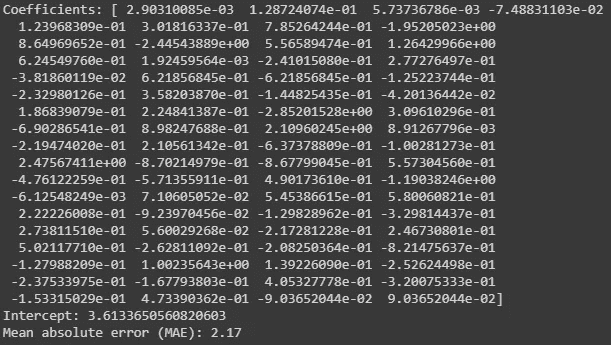 Coefficients: [ 2.90310085e-03  1.28724074e-01  5.73736786e-03 -7.48831103e-02
  1.23968309e-01  3.01816337e-01  7.85264244e-01 -1.95205023e+00
  8.64969652e-01 -2.44543889e+00  5.56589474e-01  1.26429966e+00
  6.24549760e-01  1.92459564e-03 -2.41015080e-01  2.77276497e-01
 -3.81860119e-02  6.21856845e-01 -6.21856845e-01 -1.25223744e-01
 -2.32980126e-01  3.58203870e-01 -1.44825435e-01 -4.20136442e-02
  1.86839079e-01  2.24841387e-01 -2.85201528e+00  3.09610296e-01
 -6.90286541e-01  8.98247688e-01  2.10960245e+00  8.91267796e-03
 -2.19474020e-01  2.10561342e-01 -6.37378809e-01 -1.00281273e-01
  2.47567411e+00 -8.70214979e-01 -8.67799045e-01  5.57304560e-01
 -4.76122259e-01 -5.71355911e-01  4.90173610e-01 -1.19038246e+00
 -6.12548249e-03  7.10605052e-02  5.45386615e-01  5.80060821e-01
  2.22226008e-01 -9.23970456e-02 -1.29828962e-01 -3.29814437e-01
  2.73811510e-01  5.60029268e-02 -2.17281228e-01  2.46730801e-01
  5.02117710e-01 -2.62811092e-01 -2.08250364e-01 -8.21475637e-01
 -1.27988209e-01  1.00235643e+00  1.39226090e-01 -2.52624498e-01
 -2.37533975e-01 -1.67793803e-01  4.05327778e-01 -3.20075333e-01
 -1.53315029e-01  4.73390362e-01 -9.03652044e-02  9.03652044e-02]
Intercept: 3.6133650560820603
Mean absolute error (MAE): 2.17